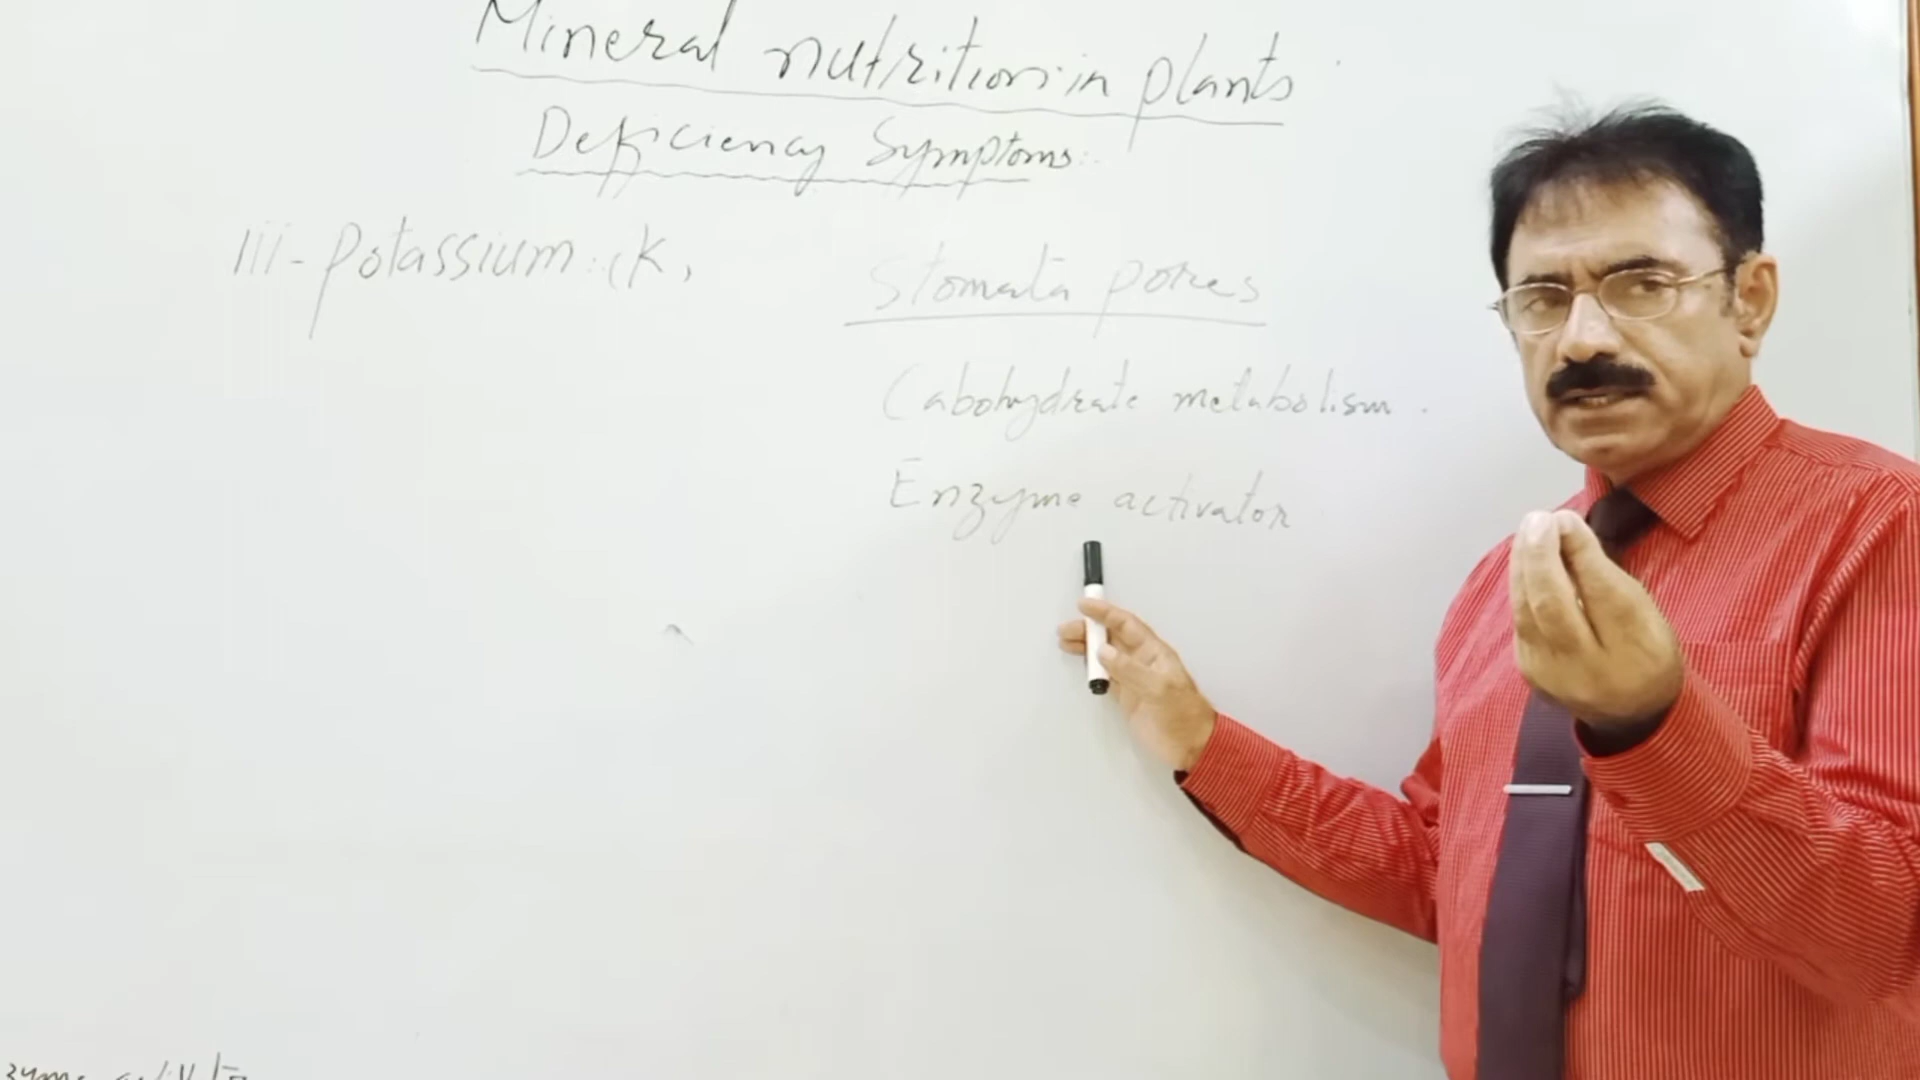 Mineral nutrition in plants
Deficiency Symptoms:
III- Potassium: (K)
Stomata pores
Cabohydrate metabolism.
Enzyme activator